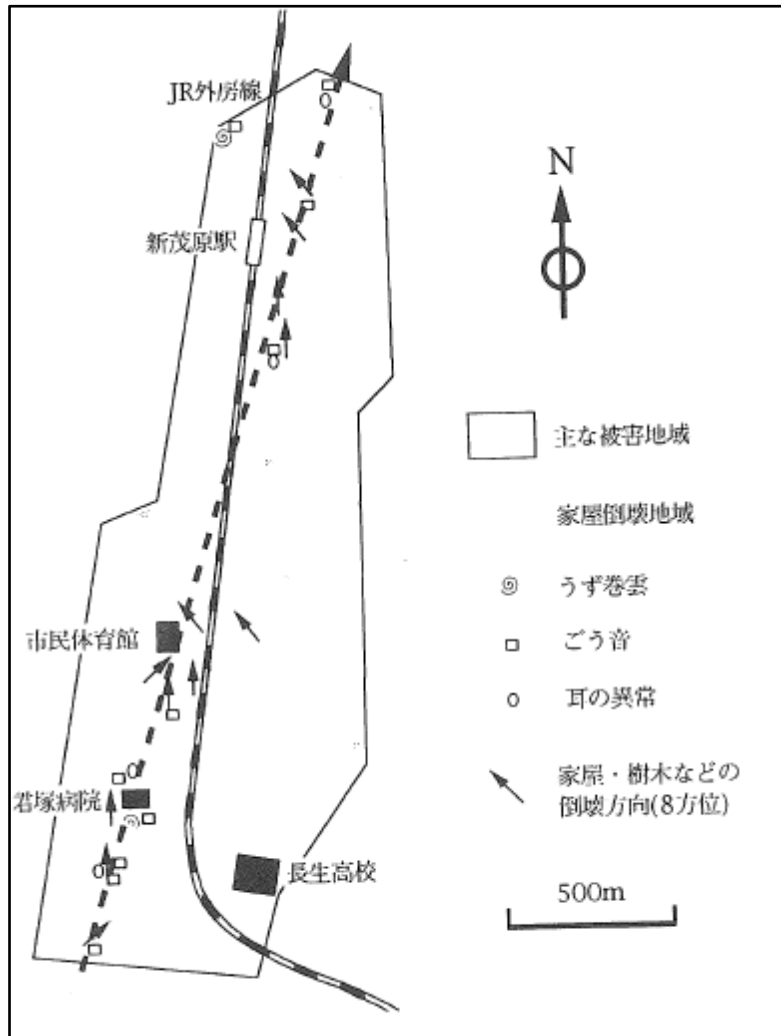 JR外房線
N
新茂原駅
主な被害地域
家屋倒壊地域
うず巻雲
市民体育館
ごう音
耳の異常
君塚病院
家屋・樹木などの
倒壊方向(8方位)
長生高校
500m